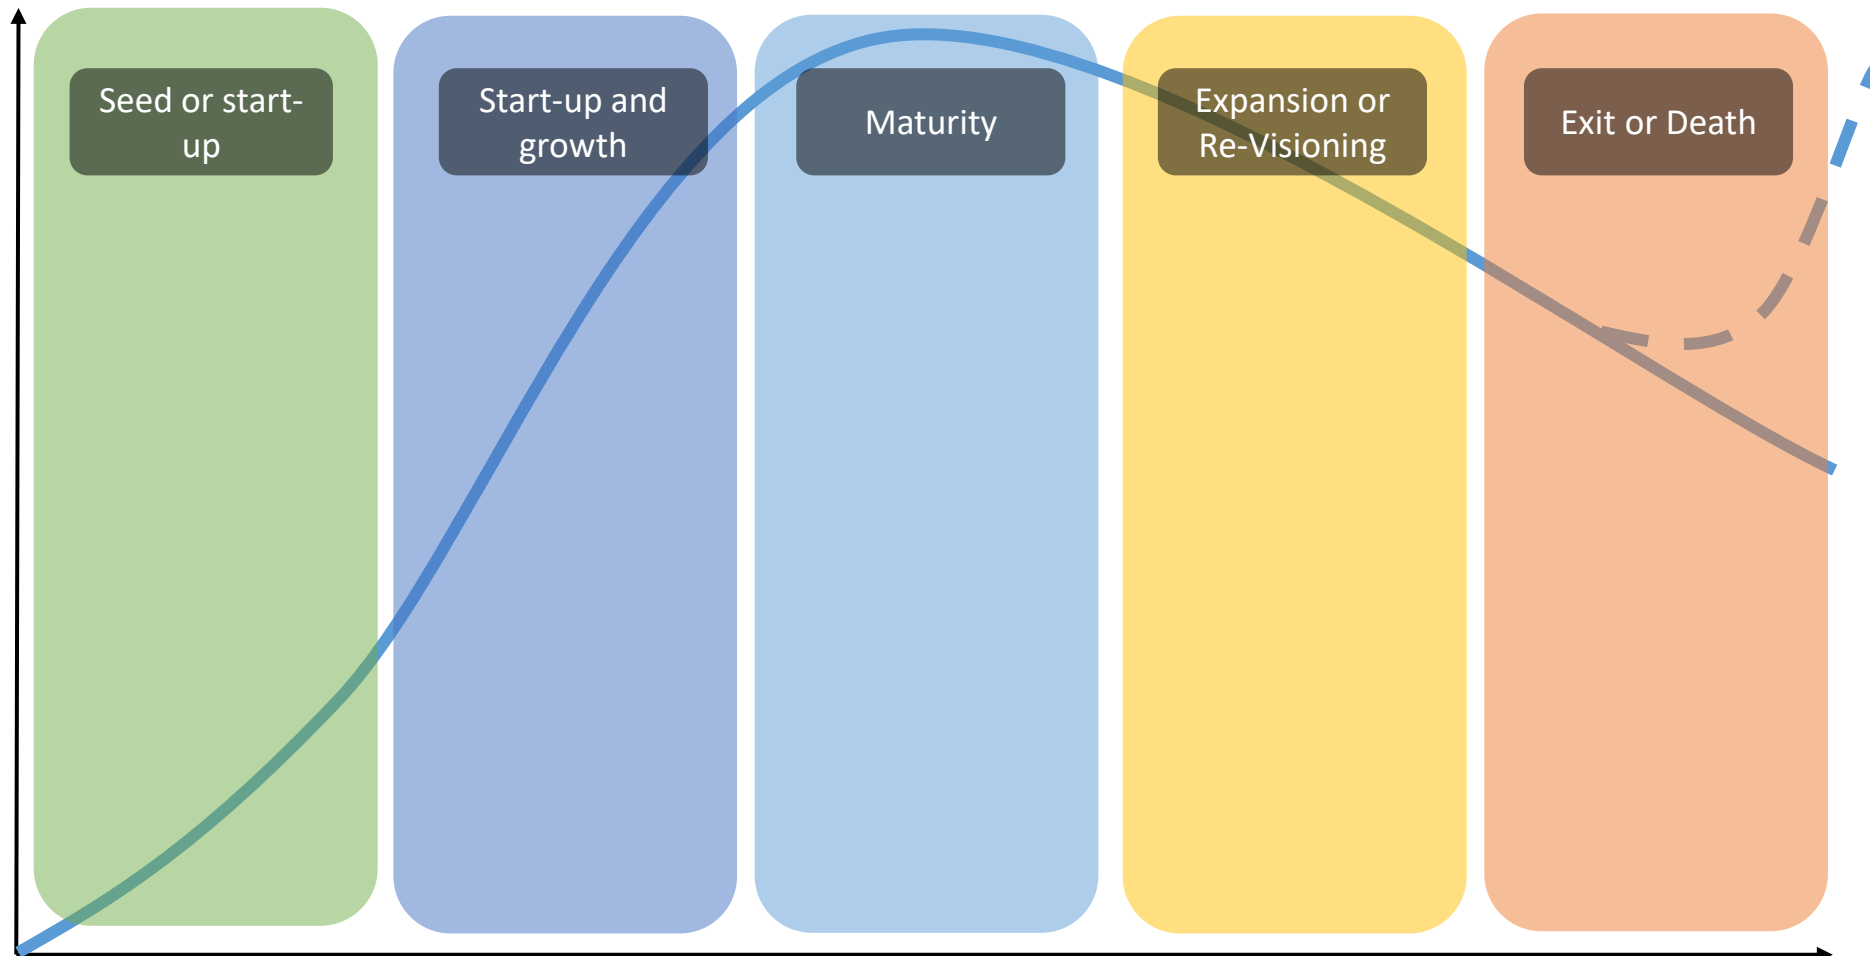 Seed or start-
up
Start-up and
growth
Maturity
Expansion or
Re-Visioning
Exit or Death